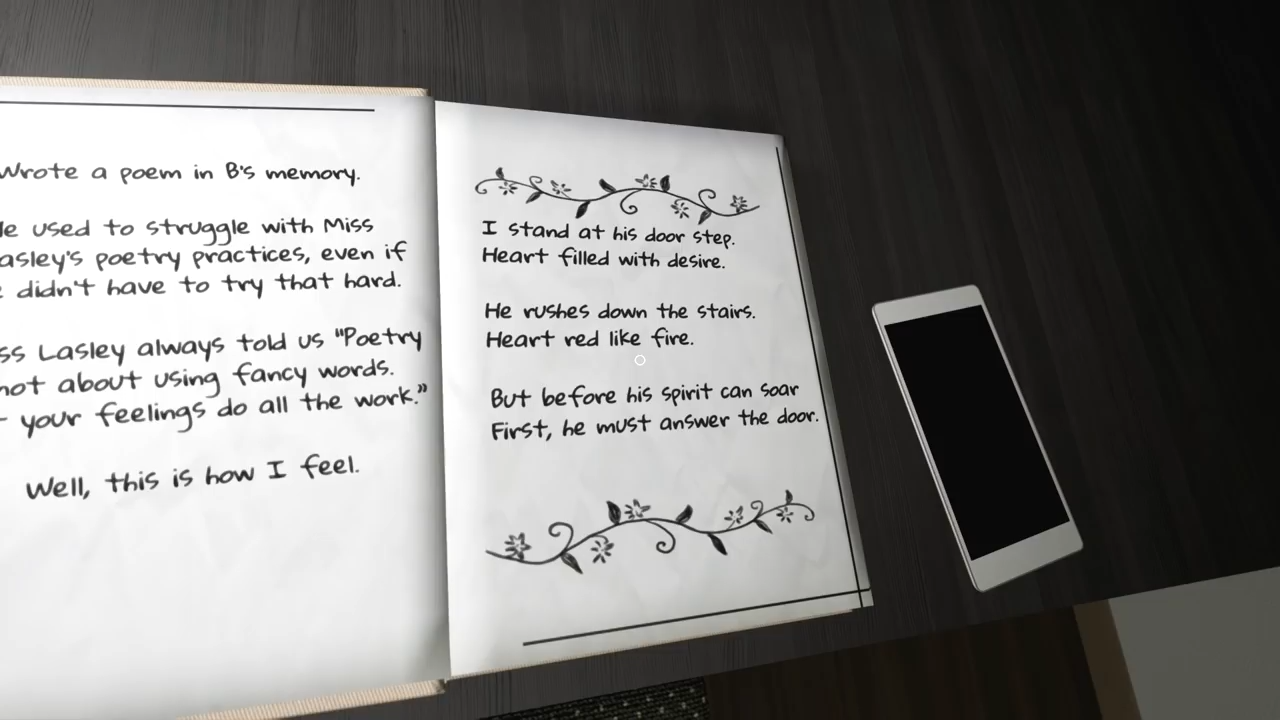 Wrote a poem in B's memory.
used to struggle with Miss
poetry practices, even if
didn't have to try that hard.
Lasley always told us "Poetry
not about using fancy words.
your feelings do all the work."
Well, this is how I feel.
I stand at his door step.
Heart filled with desire.
He rushes down the stairs.
Heart red like fire.
But before his spirit can soar
First, he must answer the door.